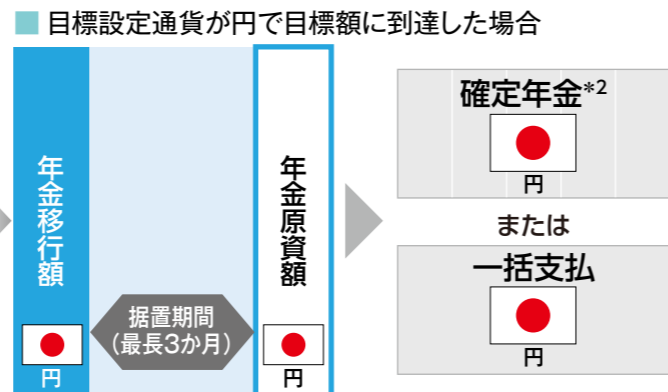 目標設定通貨が円で目標額に到達した場合
年金移行額
円
据置期間
(最長3か月)
年金原資額
円
確定年金*2
円
または
一括支払
円